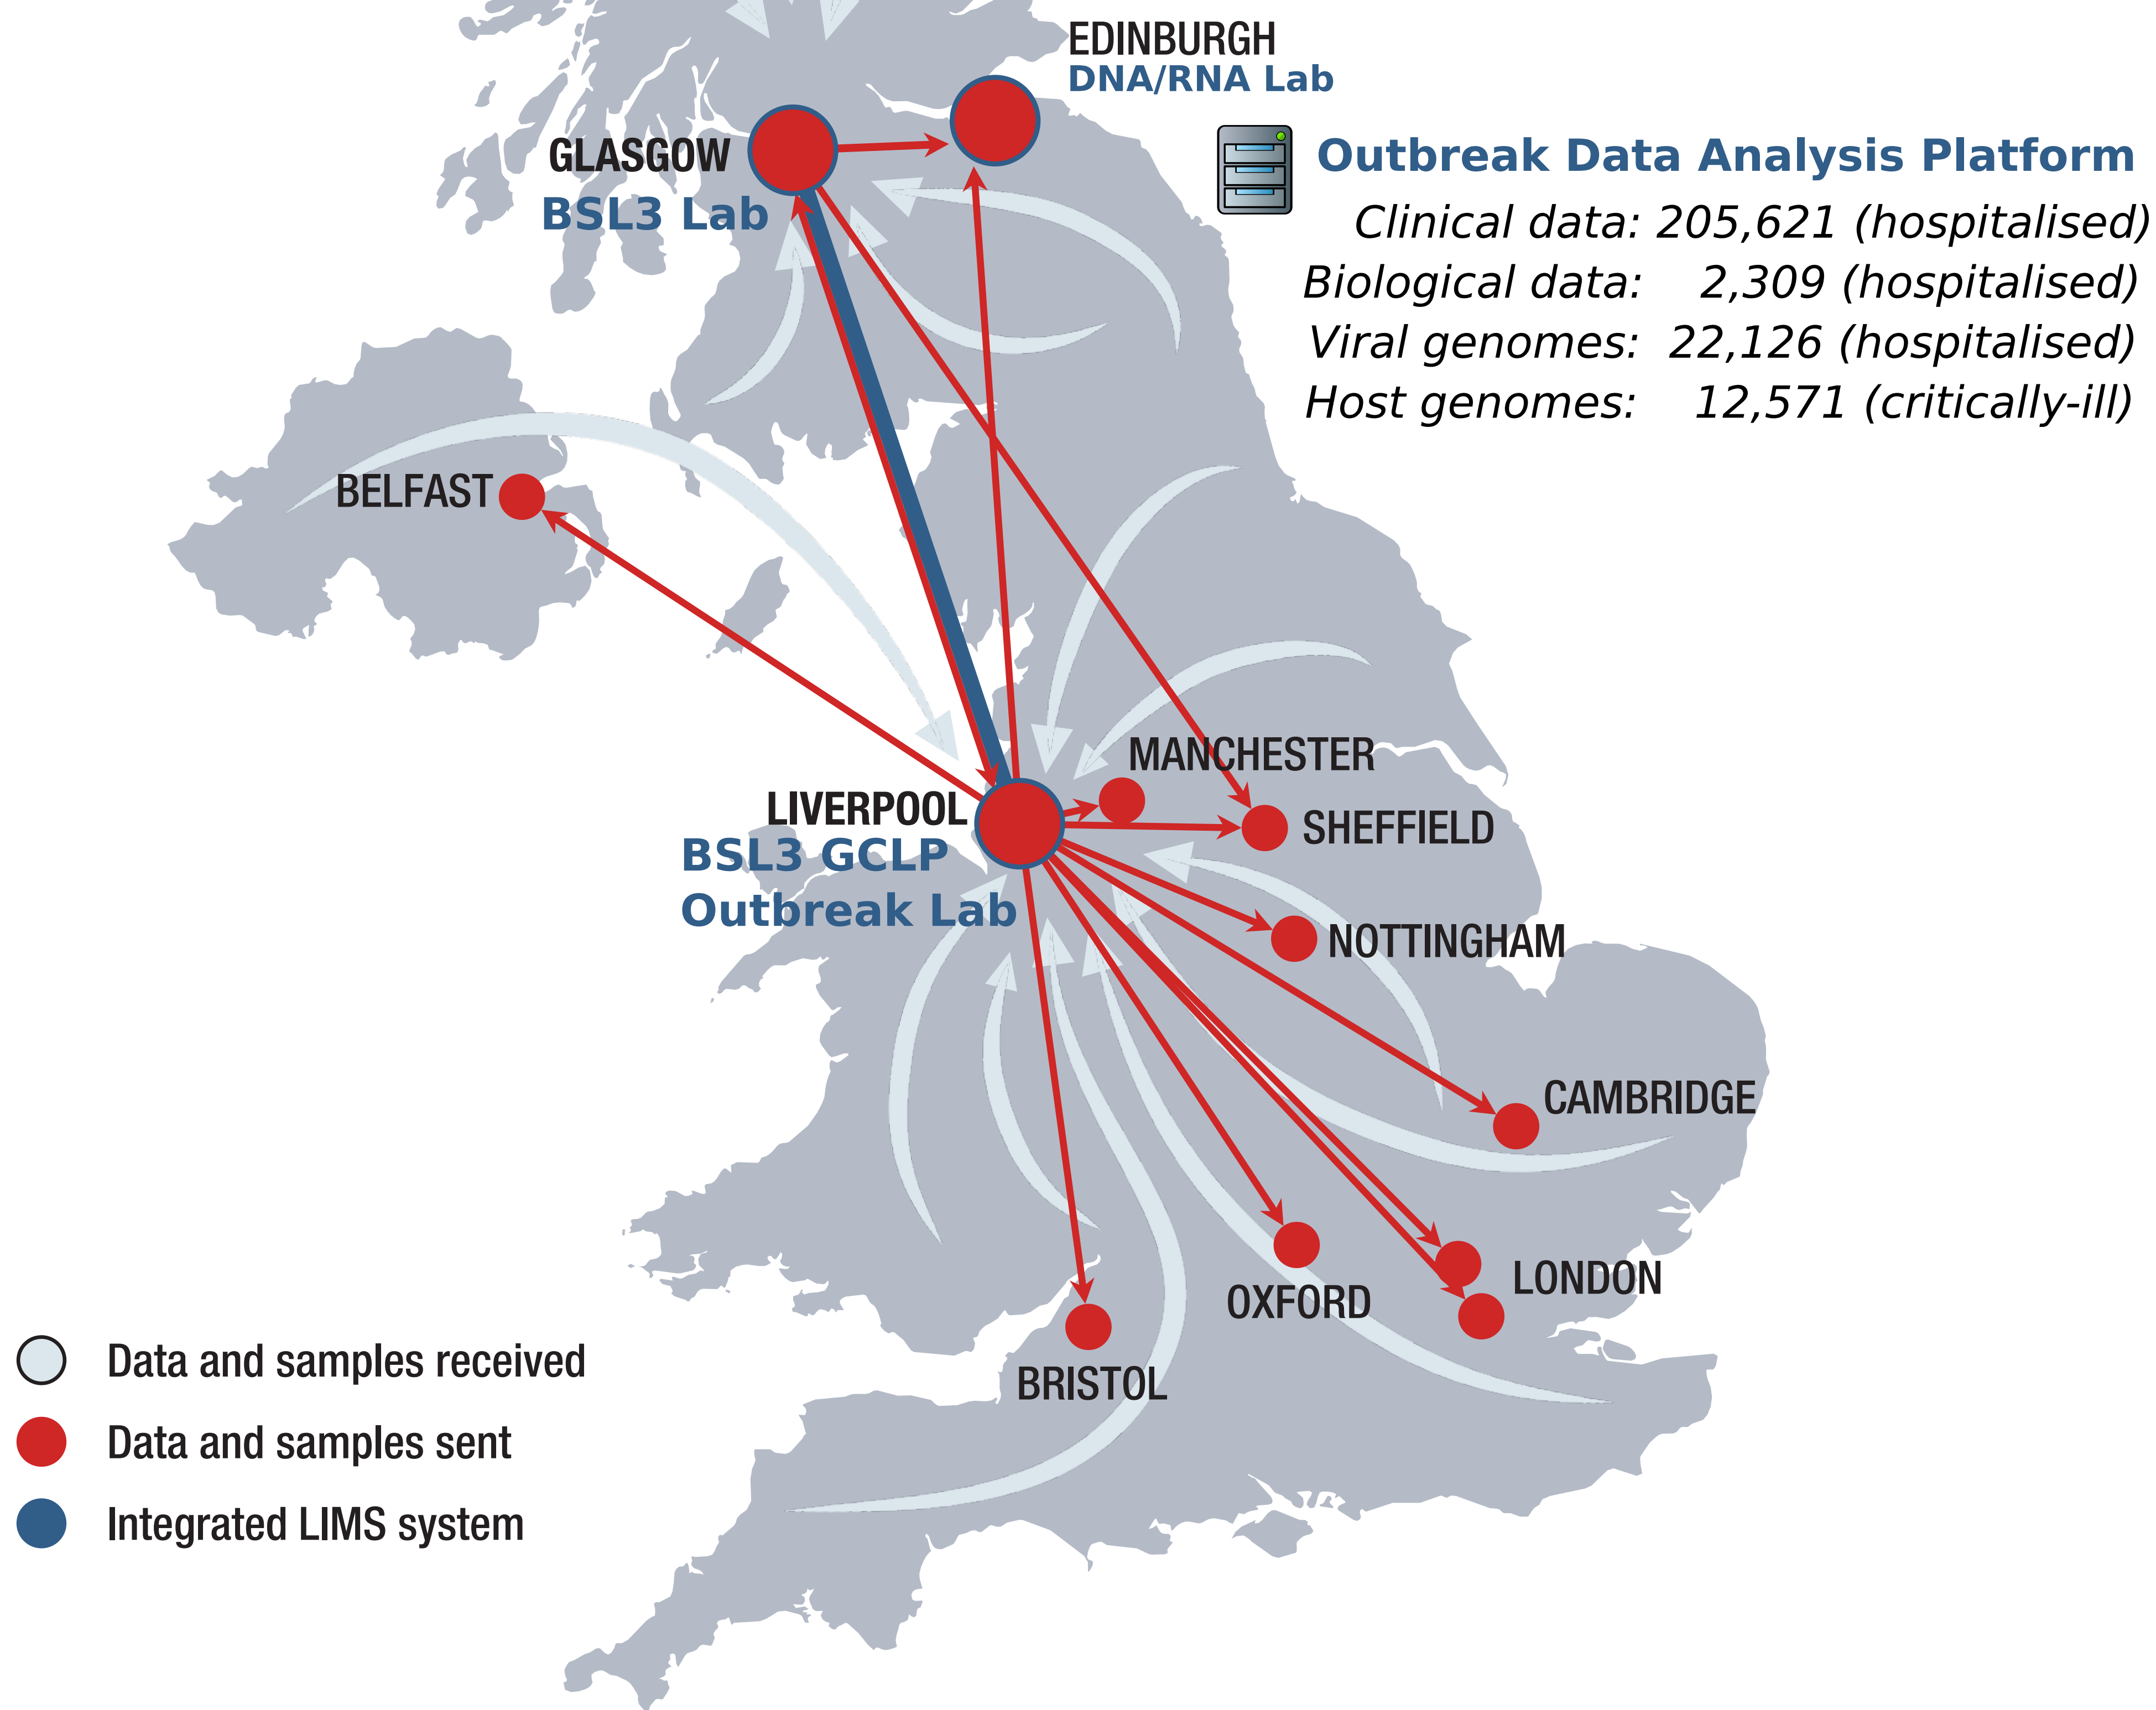 EDINBURGH
DNA/RNA Lab
GLASGOW
BSL3 Lab
Outbreak Data Analysis Platform
Clinical data: 205,621 (hospitalised)
Biological data: 2,309 (hospitalised)
Viral genomes: 22,126 (hospitalised)
Host genomes: 12,571 (critically-ill)
BELFAST
MANCHESTER
LIVERPOOL
BSL3 GCLP
Outbreak Lab
SHEFFIELD
NOTTINGHAM
CAMBRIDGE
LONDON
OXFORD
BRISTOL
Data and samples received
Data and samples sent
Integrated LIMS system